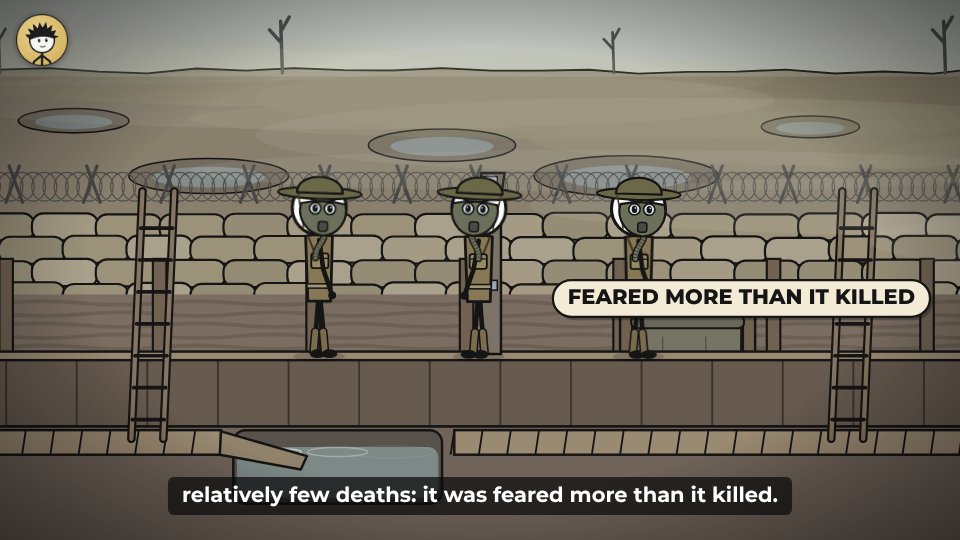 FEARED MORE THAN IT KILLED
relatively few deaths: it was feared more than it killed.